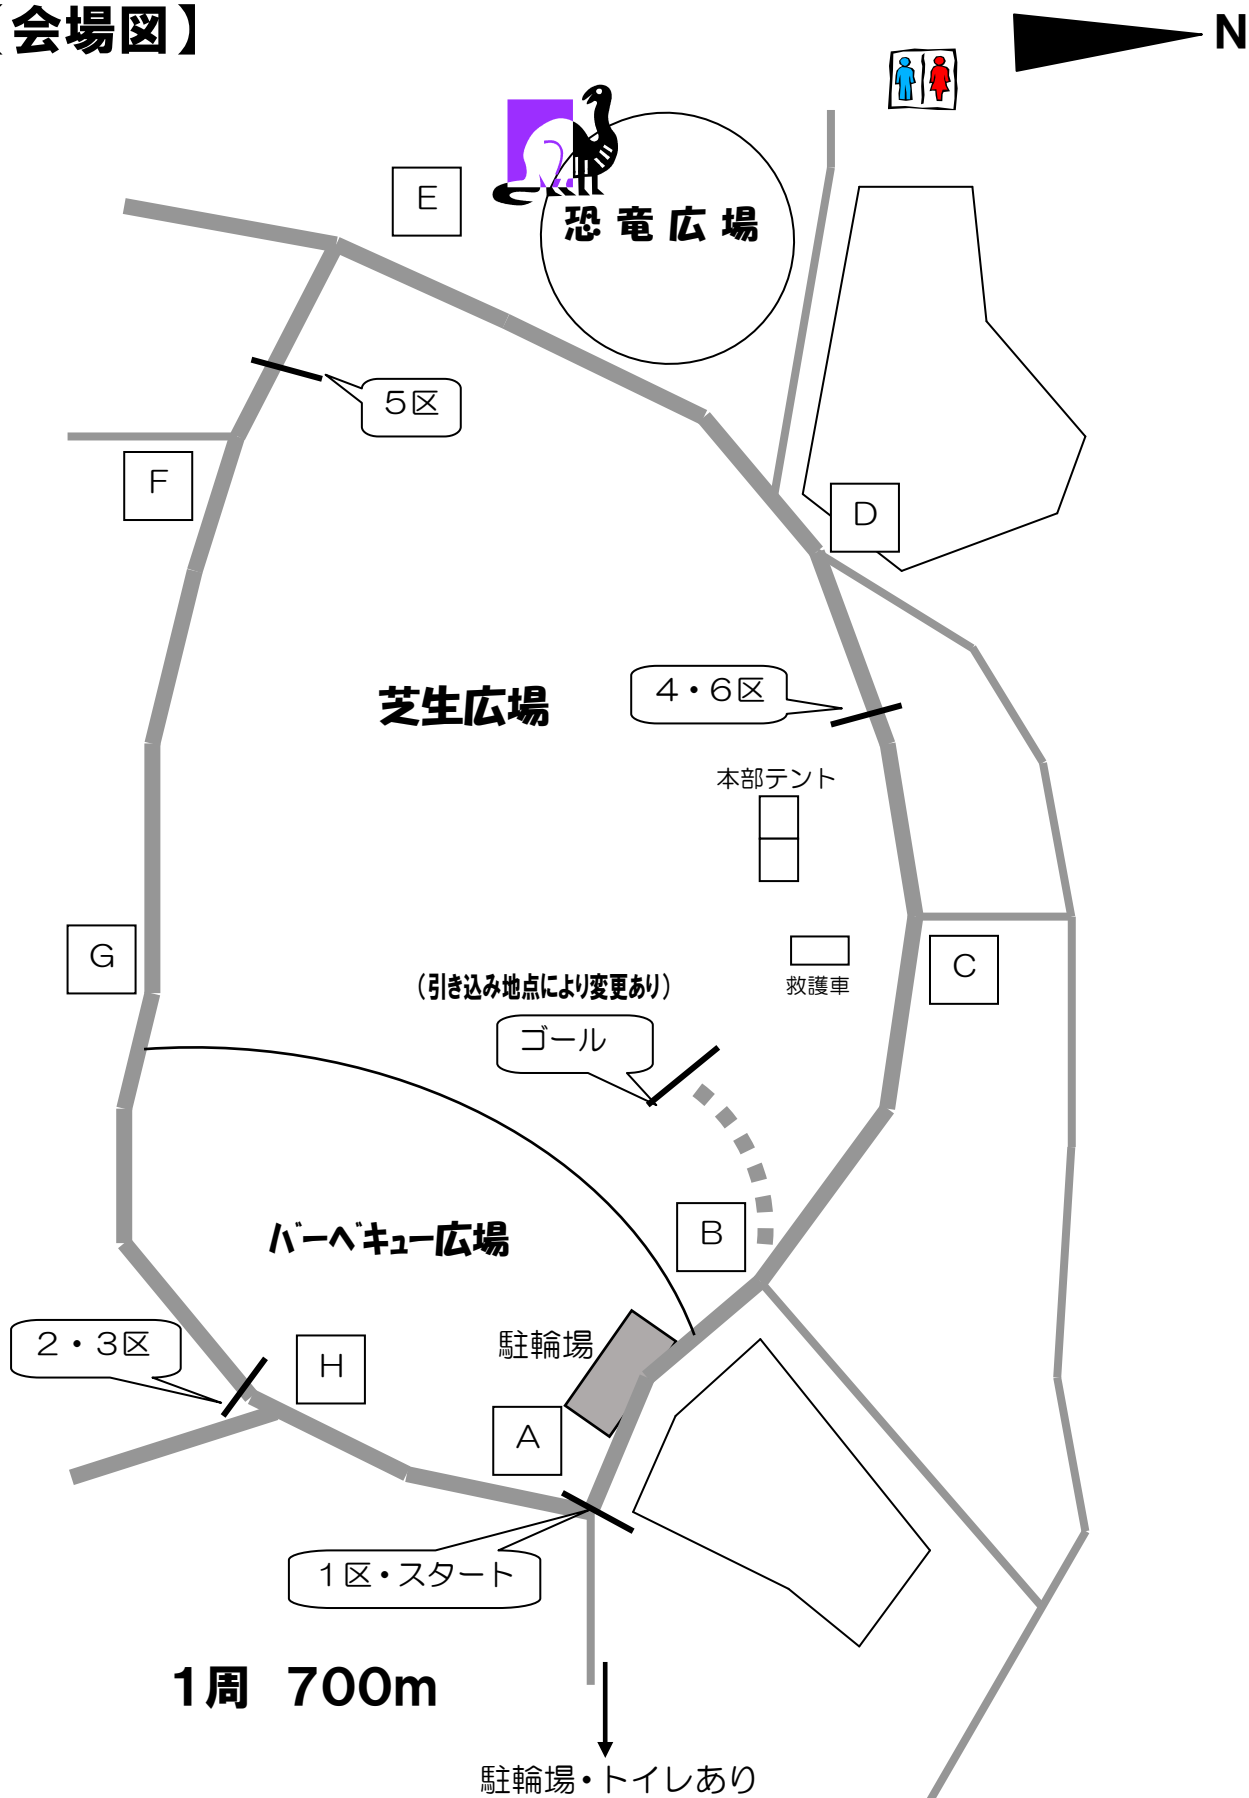 【会場図】
N
E
恐竜広場
5区
F
D
4・6区
芝生広場
本部テント
G
C
救護車
(引き込み地点により変更あり)
ゴール
B
バーベキュー広場
2・3区
H
駐輪場
A
1区・スタート
1周 700m
駐輪場・トイレあり